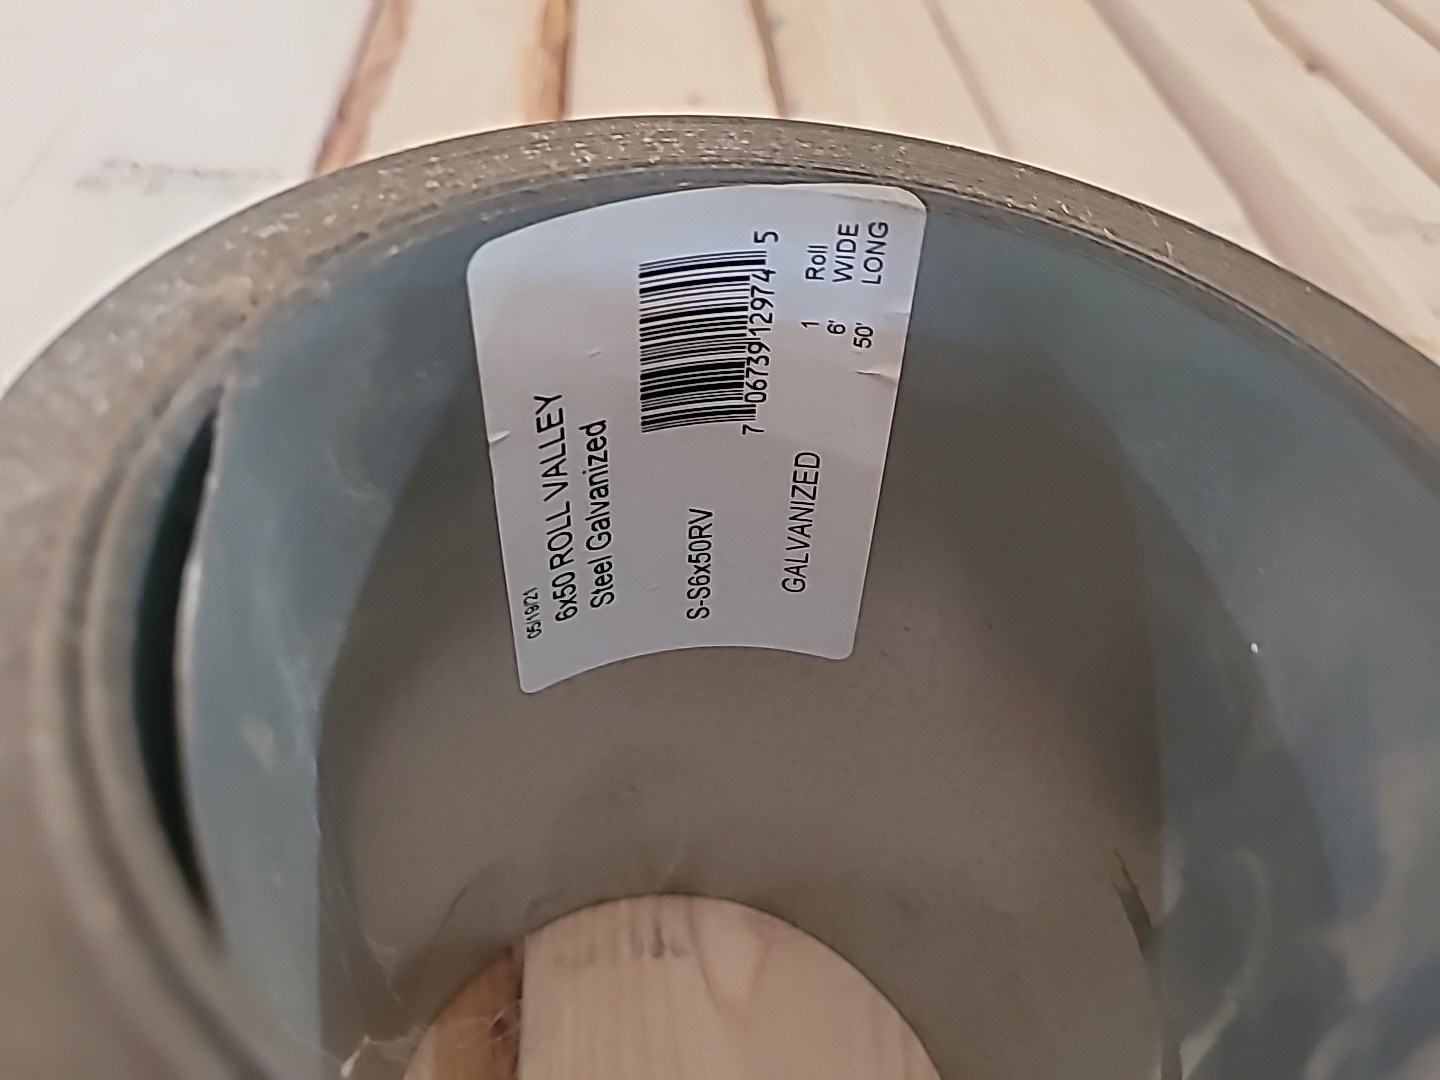 05/19/21
6x50 ROLL VALLEY
Steel Galvanized
S-S6x50RV
7 06739 12974 5
GALVANIZED
1 Roll
6' WIDE
50' LONG